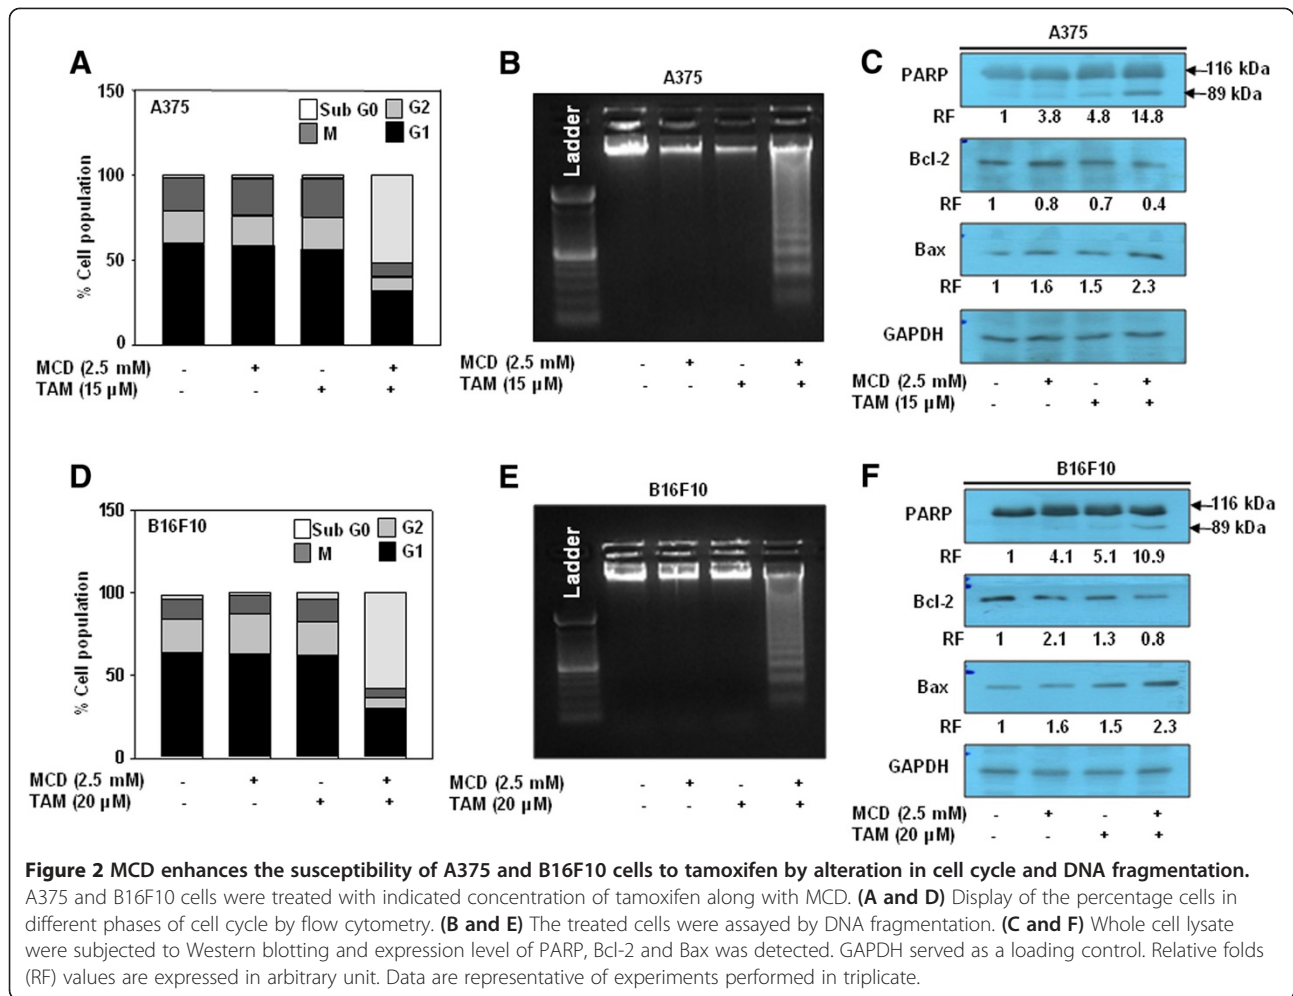 A
150
A375
Sub G0
G2
M
G1
100
50
0
% Cell population
MCD (2.5 mM) - + - +
TAM (15 µM) - - + +
B
A375
Ladder
MCD (2.5 mM) - + - +
TAM (15 µM) - - + +
C
A375
PARP
116 kDa
89 kDa
RF 1 3.8 4.8 14.8
Bcl-2
RF 1 0.8 0.7 0.4
Bax
RF 1 1.6 1.5 2.3
GAPDH
MCD (2.5 mM) - + - +
TAM (15 µM) - - + +
D
150
B16F10
Sub G0
G2
M
G1
100
50
0
% Cell population
MCD (2.5 mM) - + - +
TAM (20 µM) - - + +
E
B16F10
Ladder
MCD (2.5 mM) - + - +
TAM (20 µM) - - + +
F
B16F10
PARP
116 kDa
89 kDa
RF 1 4.1 5.1 10.9
Bcl-2
RF 1 2.1 1.3 0.8
Bax
RF 1 1.6 1.5 2.3
GAPDH
MCD (2.5 mM) - + - +
TAM (20 µM) - - + +
Figure 2 MCD enhances the susceptibility of A375 and B16F10 cells to tamoxifen by alteration in cell cycle and DNA fragmentation.
A375 and B16F10 cells were treated with indicated concentration of tamoxifen along with MCD. (A and D) Display of the percentage cells in
different phases of cell cycle by flow cytometry. (B and E) The treated cells were assayed by DNA fragmentation. (C and F) Whole cell lysate
were subjected to Western blotting and expression level of PARP, Bcl-2 and Bax was detected. GAPDH served as a loading control. Relative folds
(RF) values are expressed in arbitrary unit. Data are representative of experiments performed in triplicate.